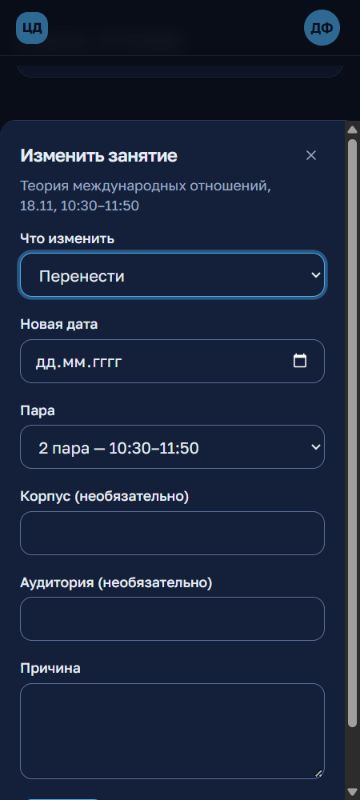 ЦД
ДФ
Изменить занятие
Теория международных отношений,
18.11, 10:30–11:50
Что изменить
Перенести
Новая дата
дд.мм.гггг
Пара
2 пара — 10:30–11:50
Корпус (необязательно)
Аудитория (необязательно)
Причина